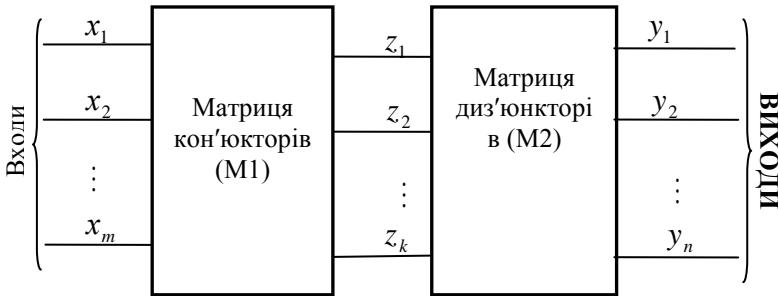 Входи
x₁
x₂
⋮
xₘ
Матриця
кон′юкторів
(М1)
z₁
z₂
⋮
zₖ
Матриця
диз′юнкторі
в (М2)
y₁
y₂
⋮
yₙ
ВИХОДИ